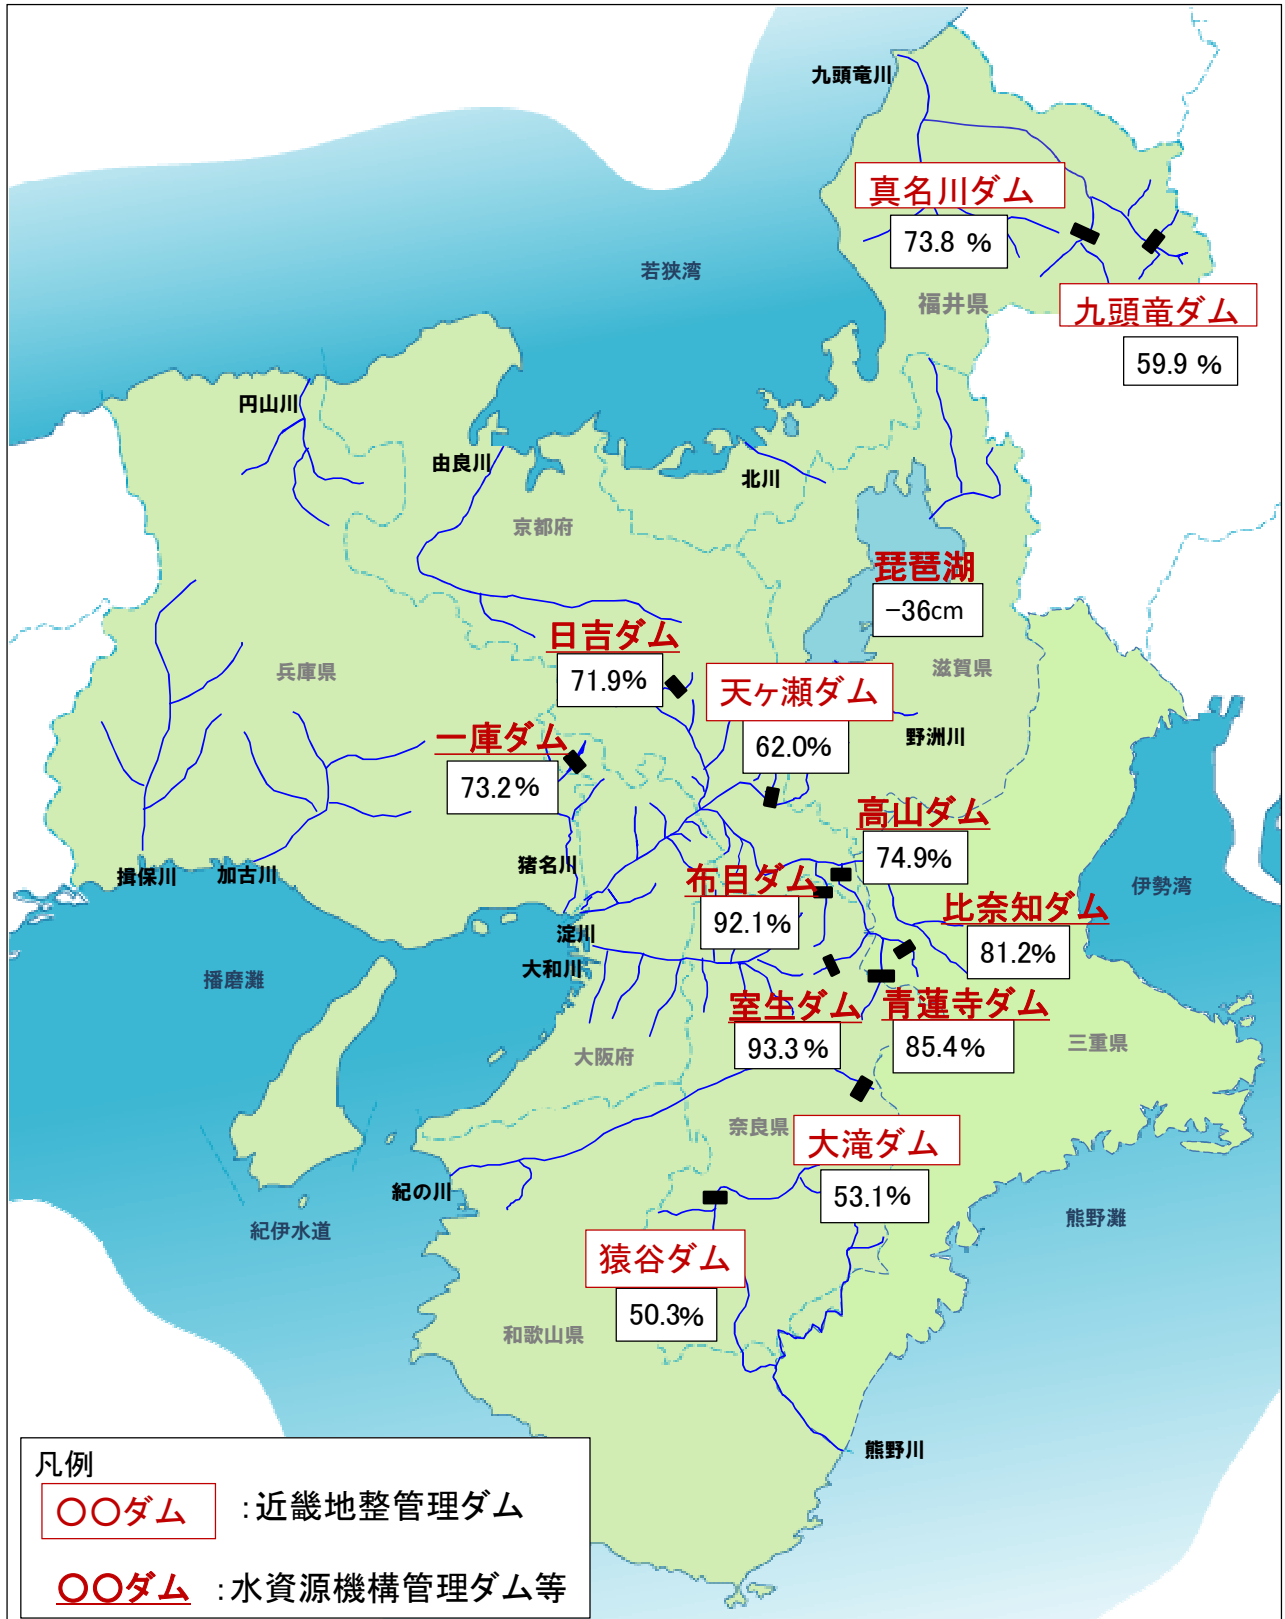 九頭竜川
真名川ダム
73.8 %
若狭湾
福井県
九頭竜ダム
59.9 %
円山川
由良川
北川
京都府
琵琶湖
-36cm
日吉ダム
71.9%
兵庫県
滋賀県
天ヶ瀬ダム
62.0%
野洲川
一庫ダム
73.2%
高山ダム
74.9%
猪名川
揖保川
加古川
布目ダム
92.1%
伊勢湾
比奈知ダム
81.2%
淀川
大和川
播磨灘
室生ダム
93.3%
青蓮寺ダム
85.4%
大阪府
三重県
奈良県
大滝ダム
53.1%
紀の川
紀伊水道
熊野灘
猿谷ダム
50.3%
和歌山県
熊野川
凡例
〇〇ダム :近畿地整管理ダム
〇〇ダム :水資源機構管理ダム等